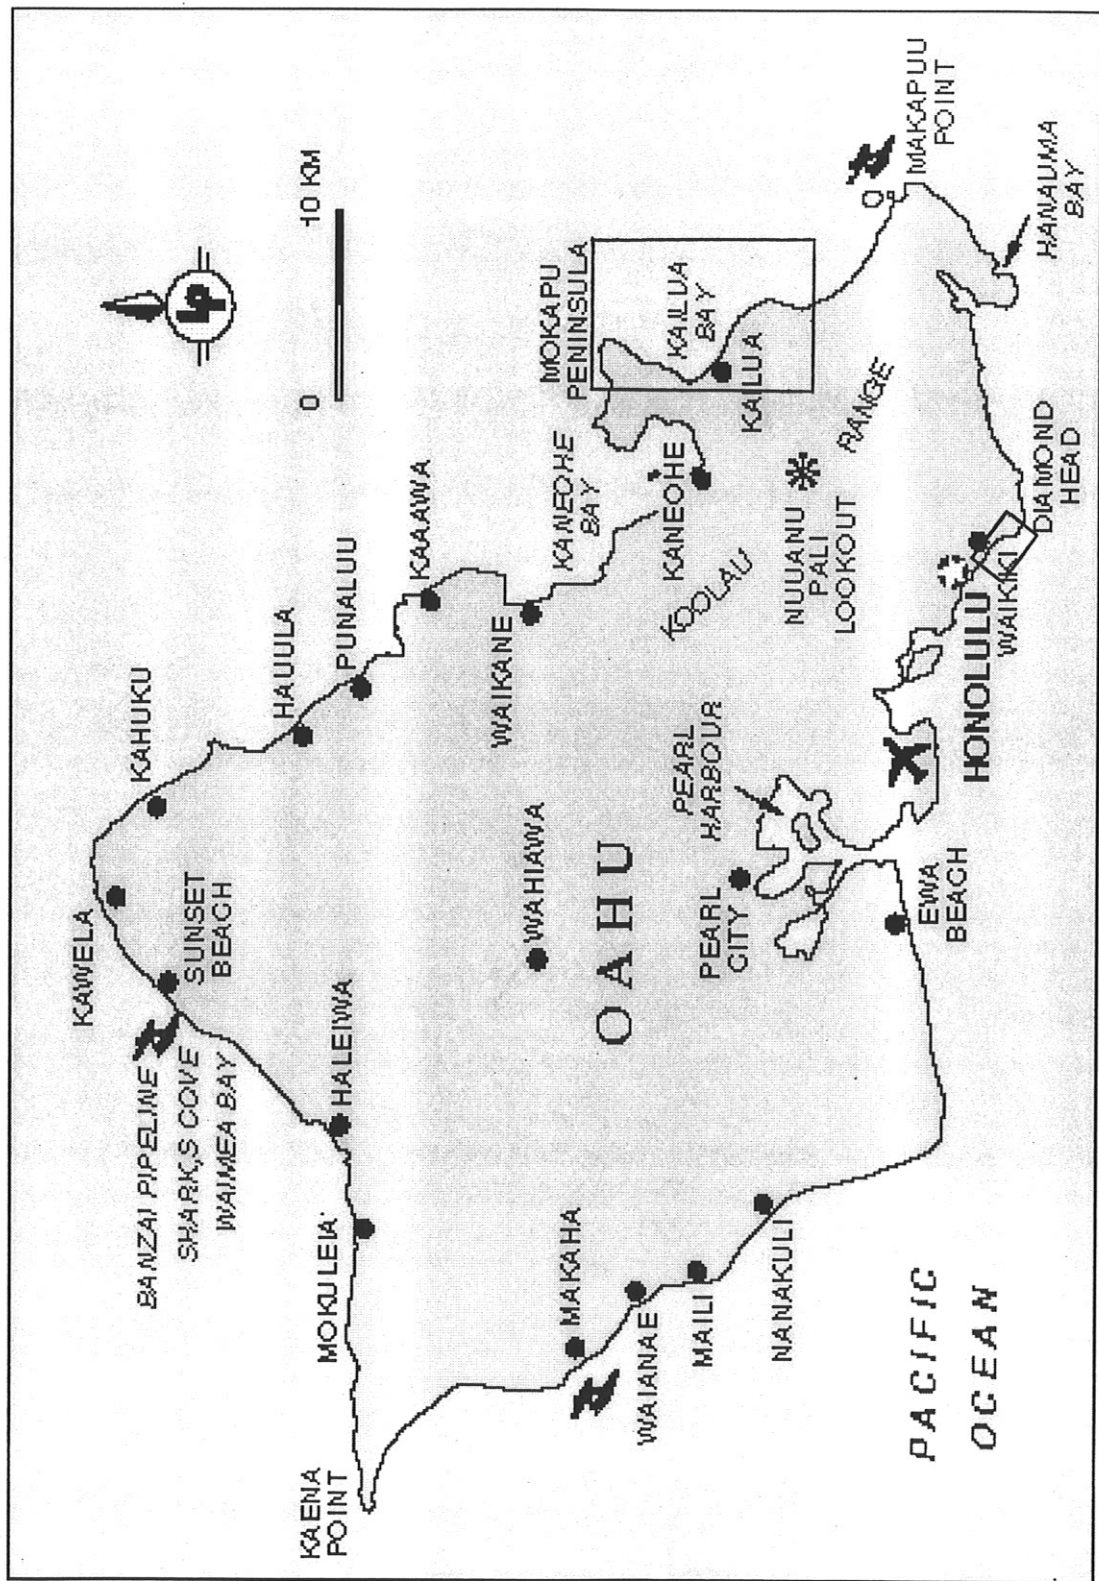 KAWELA
KAHUKU
BANZAI PIPELINE
SHARK,S COVE
WAIMEA BAY
SUNSET
BEACH
LP
HAUULA
0 10 KM
KAENA
POINT
MOKULEIA
HALEIWA
PUNALUU
KAAAWA
WAIKANE
WAHIAWA
MOKAPU
PENINSULA
KANEOHE
BAY
MAKAHA
OAHU
WAIANAE
KANEOHE
KAILUA
BAY
PEARL
HARBOUR
KOOLAU
MAILI
PEARL
CITY
KAILUA
NANAKULI
NUUANU
PALI
LOOKOUT
RANGE
MAKAPUU
POINT
PACIFIC
OCEAN
EWA
BEACH
HONOLULU
WAIKIKI
DIAMOND
HEAD
HANAUMA
BAY